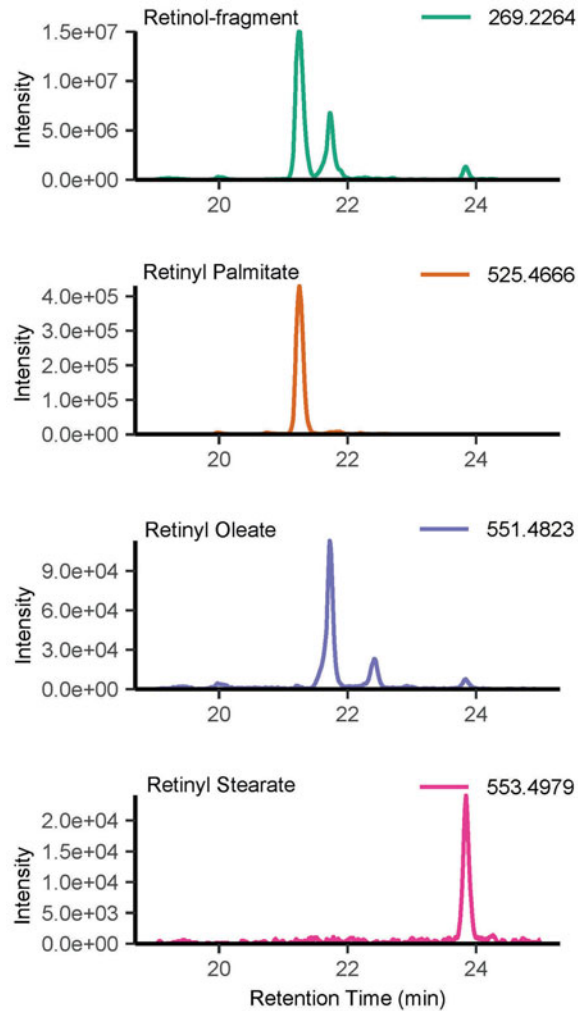 Retinol-fragment 269.2264
Intensity
1.5e+07
1.0e+07
5.0e+06
0.0e+00
20 22 24
Retinyl Palmitate 525.4666
Intensity
4.0e+05
3.0e+05
2.0e+05
1.0e+05
0.0e+00
20 22 24
Retinyl Oleate 551.4823
Intensity
9.0e+04
6.0e+04
3.0e+04
0.0e+00
20 22 24
Retinyl Stearate 553.4979
Intensity
2.0e+04
1.5e+04
1.0e+04
5.0e+03
0.0e+00
20 22 24
Retention Time (min)